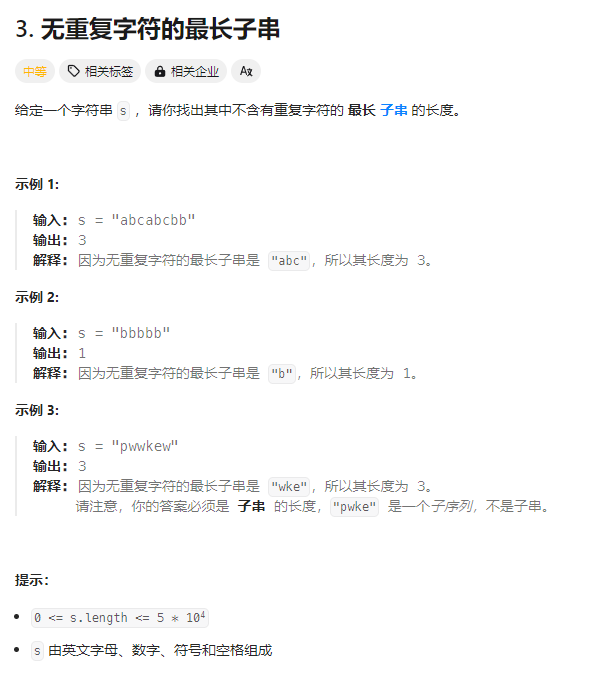 3. 无重复字符的最长子串
中等 相关标签 相关企业 Aあ
给定一个字符串 s ，请你找出其中不含有重复字符的 最长 子串 的长度。
示例 1:
输入: s = "abcabcbb"
输出: 3
解释: 因为无重复字符的最长子串是 "abc"，所以其长度为 3。
示例 2:
输入: s = "bbbbb"
输出: 1
解释: 因为无重复字符的最长子串是 "b"，所以其长度为 1。
示例 3:
输入: s = "pwwkew"
输出: 3
解释: 因为无重复字符的最长子串是 "wke"，所以其长度为 3。
请注意，你的答案必须是 子串 的长度，"pwke" 是一个子序列，不是子串。
提示：
• 0 <= s.length <= 5 * 10⁴
• s 由英文字母、数字、符号和空格组成